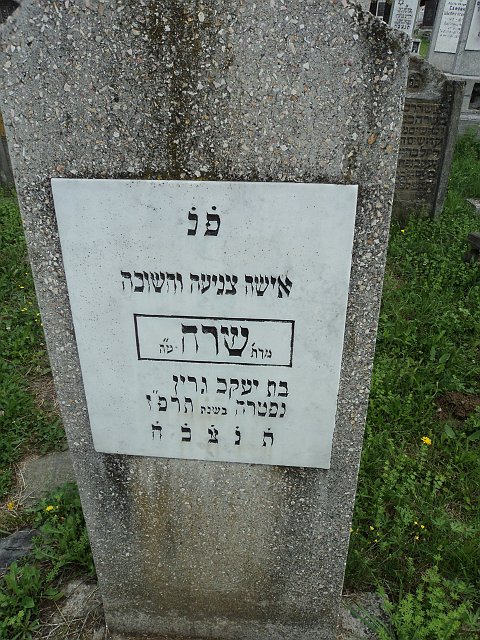 פ נ
אישה צנועה וחשובה
מרת שרה ע״ה
בת יעקב גרין
נפטרה בשנת תרפ״ז
ת נ צ ב ה